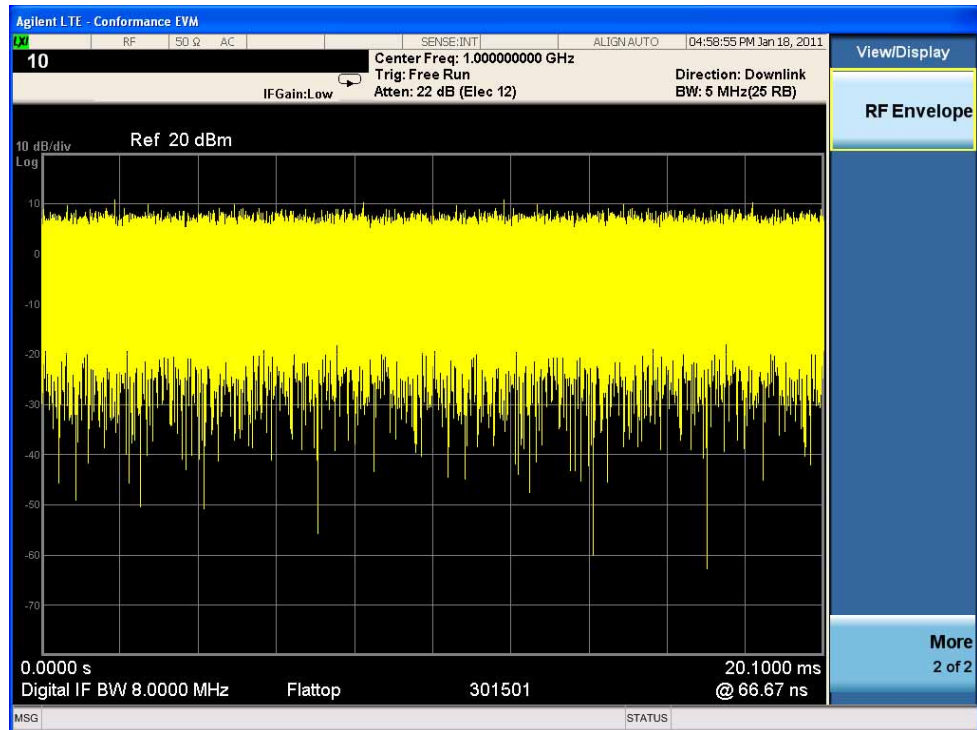 Agilent LTE - Conformance EVM
LXI RF 50 Ω AC SENSE:INT ALIGN AUTO 04:58:55 PM Jan 18, 2011
10
Center Freq: 1.000000000 GHz
Trig: Free Run Direction: Downlink
IFGain:Low Atten: 22 dB (Elec 12) BW: 5 MHz(25 RB)
View/Display
RF Envelope
10 dB/div Ref 20 dBm
Log
10
0
-10
-20
-30
-40
-50
-60
-70
0.0000 s 20.1000 ms
Digital IF BW 8.0000 MHz Flattop 301501 @ 66.67 ns
More
2 of 2
MSG STATUS